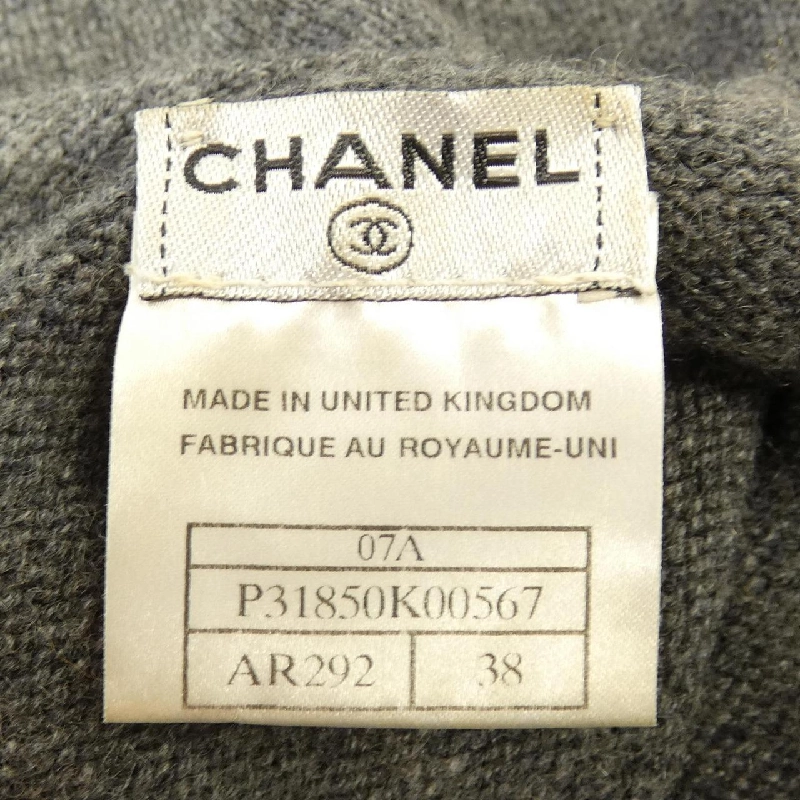 CHANEL
MADE IN UNITED KINGDOM
FABRIQUE AU ROYAUME-UNI
07A
P31850K00567
AR292 38